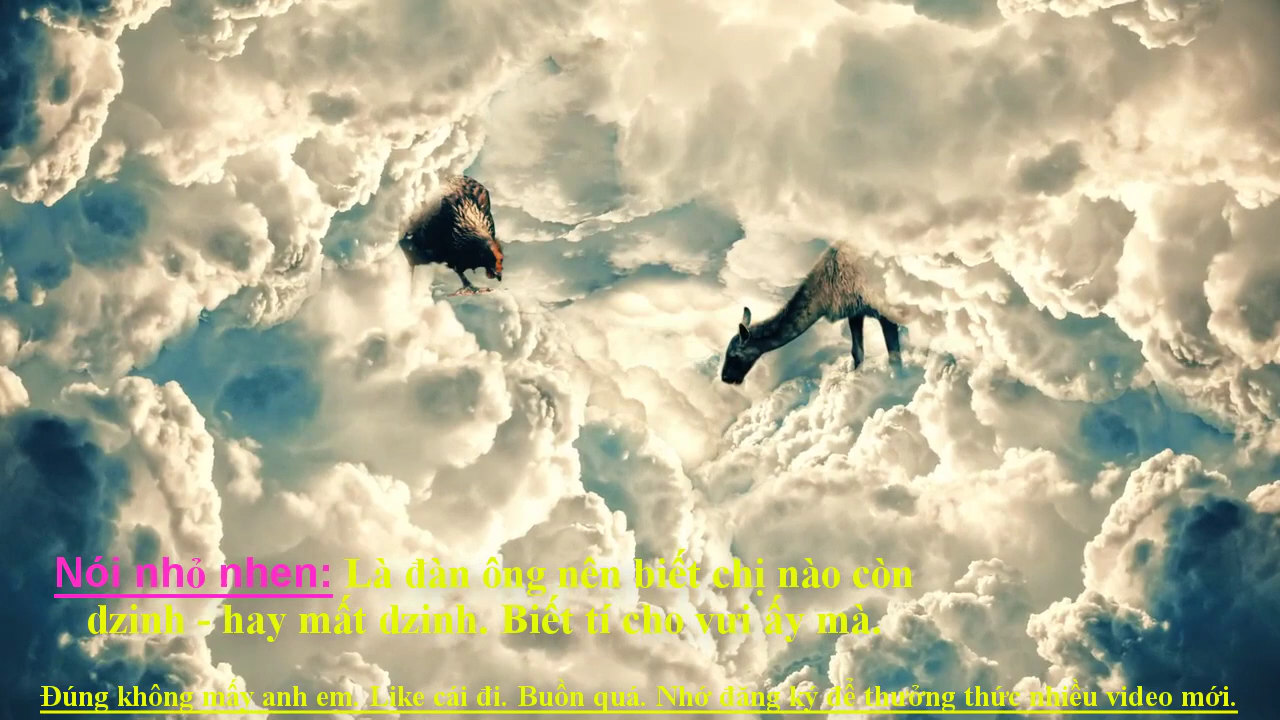 Nói nhỏ nhen: Là đàn ông nên biết chị nào còn
dzinh - hay mất dzinh. Biết tí cho vui ấy mà.
Đúng không mấy anh em. Like cái đi. Buồn quá. Nhớ đăng ký để thưởng thức nhiều video mới.